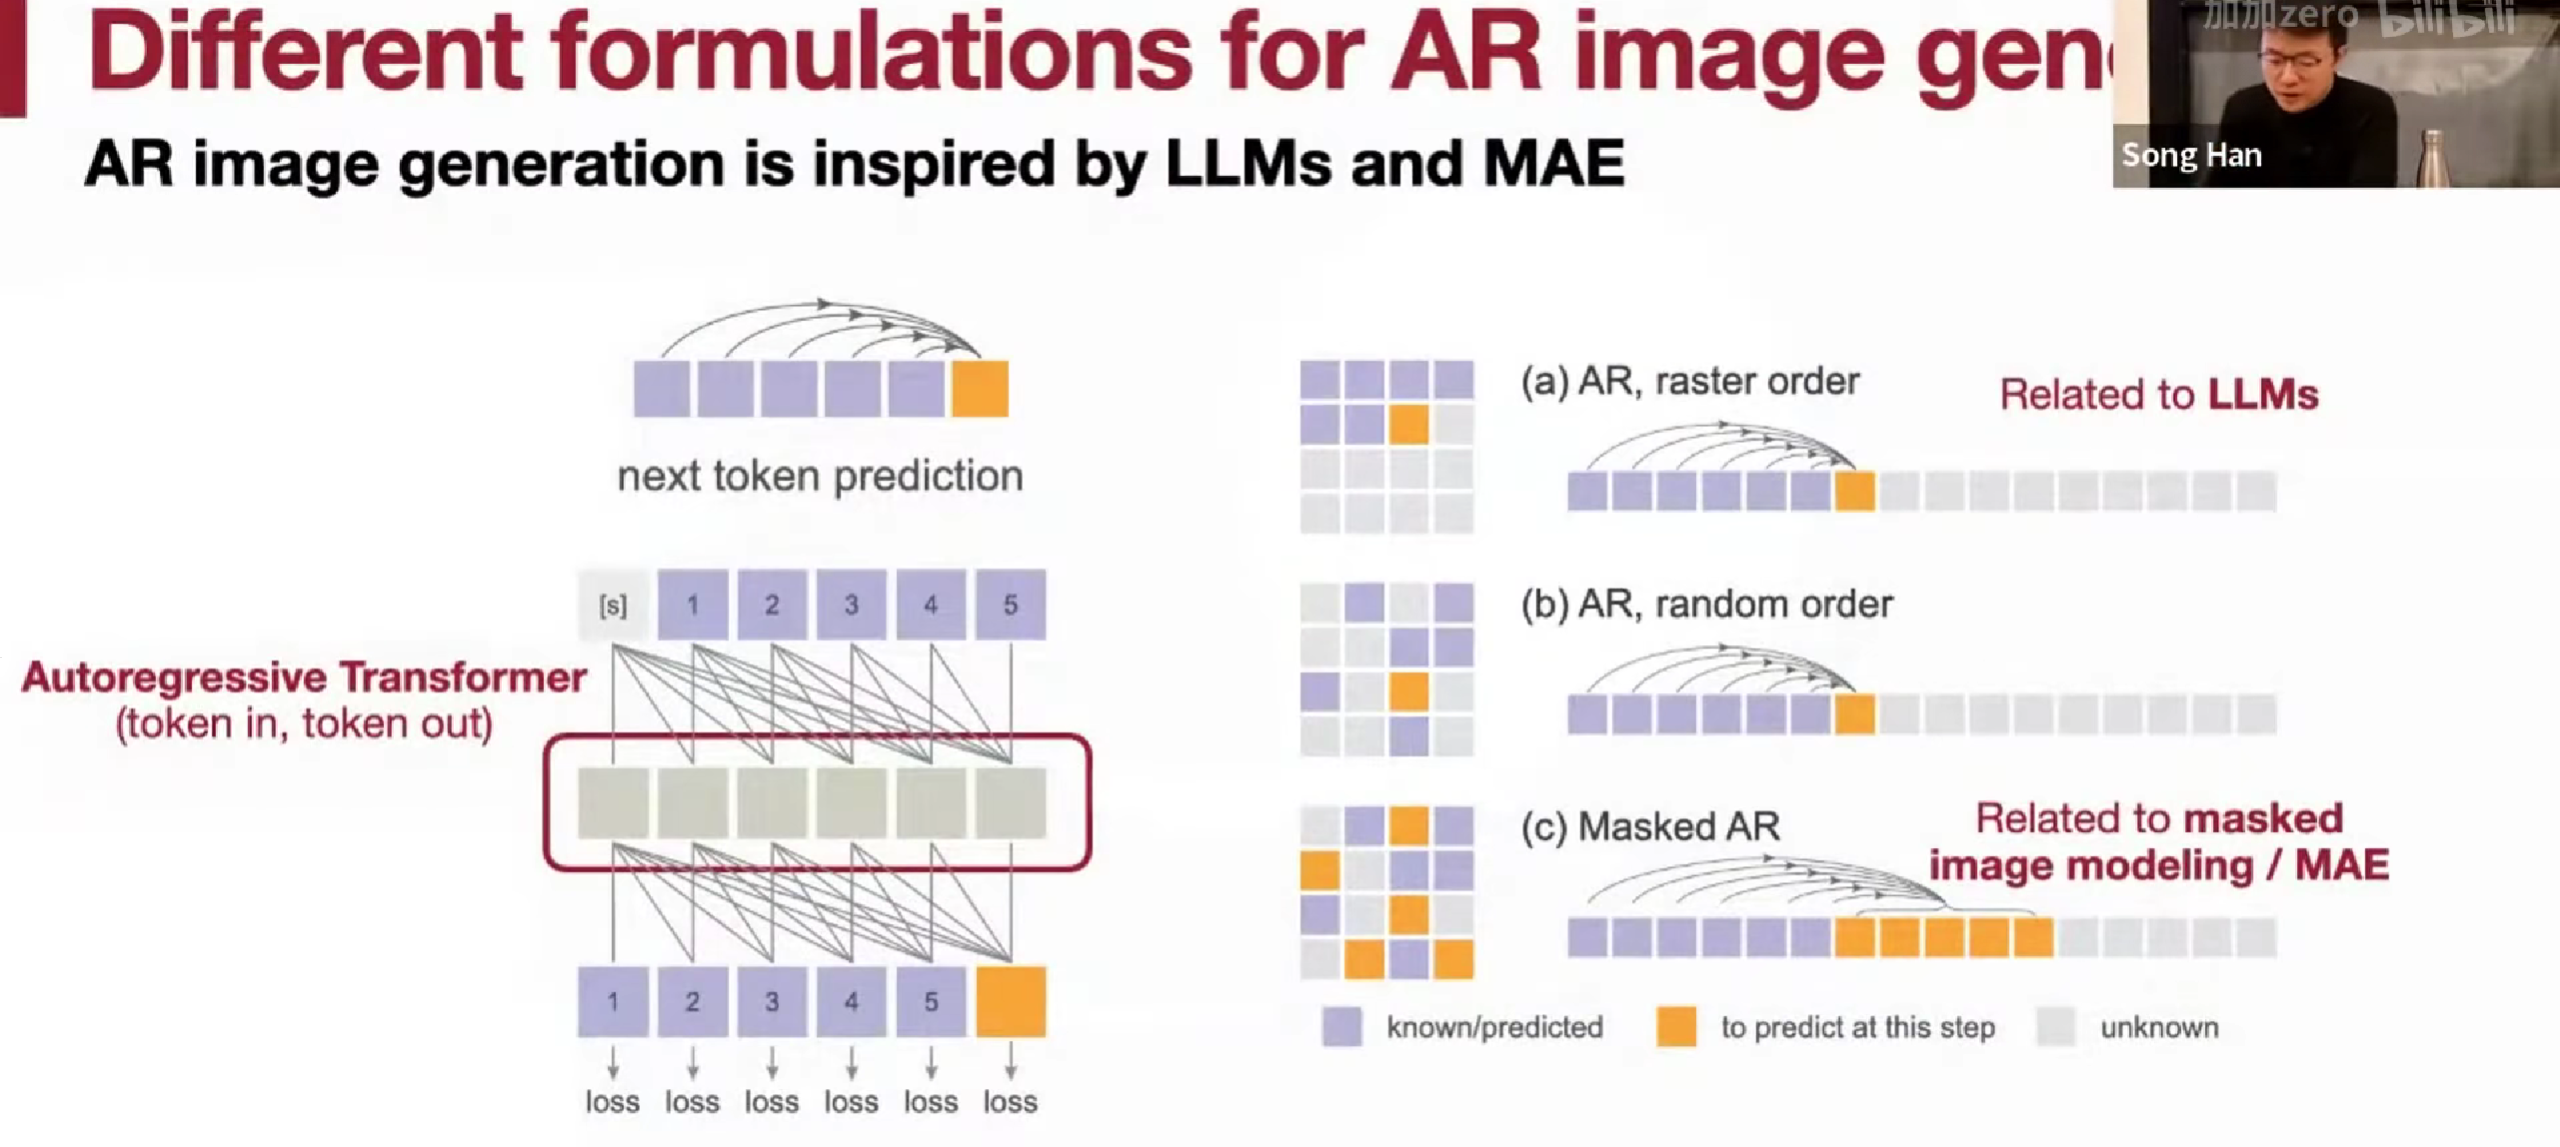 Different formulations for AR image gen
加加zero bilibili
AR image generation is inspired by LLMs and MAE
Song Han
next token prediction
[s] 1 2 3 4 5
Autoregressive Transformer
(token in, token out)
1 2 3 4 5
loss loss loss loss loss loss
(a) AR, raster order
Related to LLMs
(b) AR, random order
(c) Masked AR
Related to masked
image modeling / MAE
known/predicted to predict at this step unknown